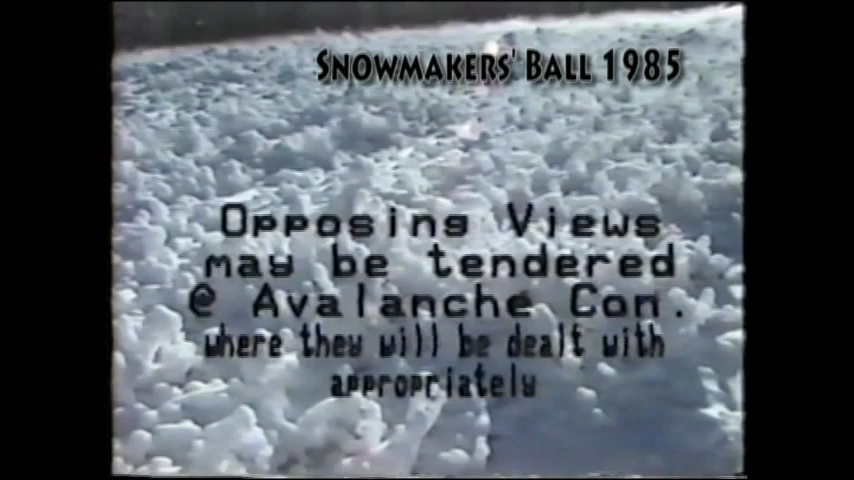 SNOWMAKERS' BALL 1985
Opposing Views
may be tendered
@ Avalanche Con.
where they will be dealt with
appropriately